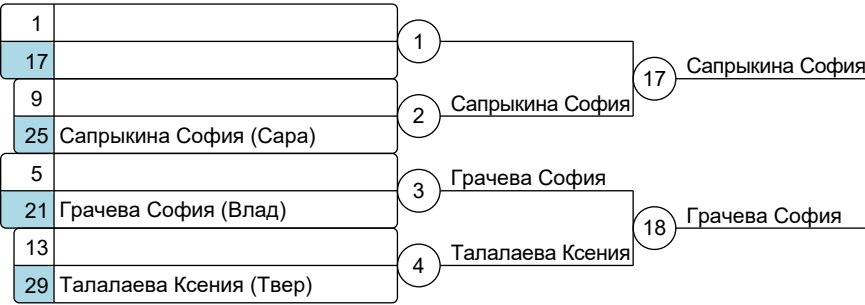 1
17
1
9
25 Сапрыкина София (Сара)
2 Сапрыкина София
17 Сапрыкина София
5
21 Грачева София (Влад)
3 Грачева София
13
29 Талалаева Ксения (Твер)
4 Талалаева Ксения
18 Грачева София